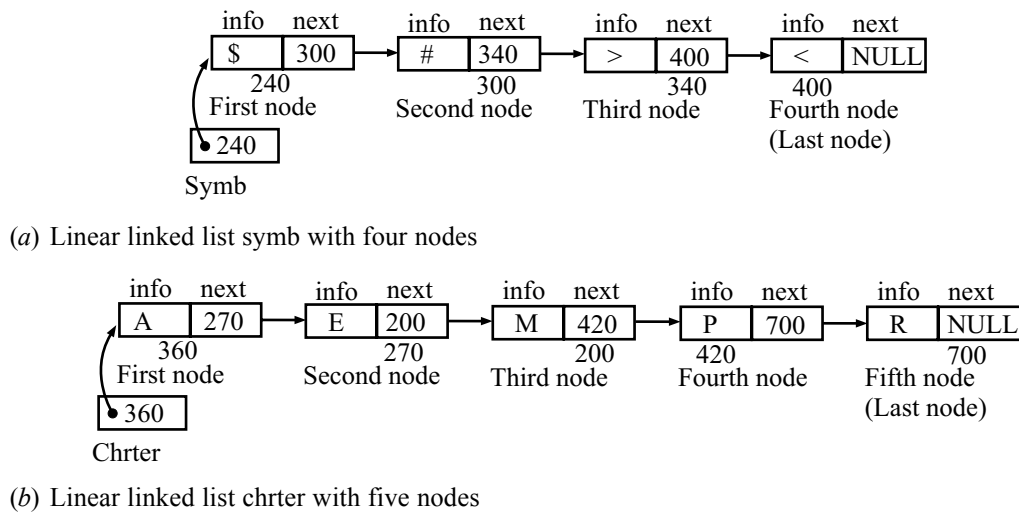 info next info next info next info next
$ 300 # 340 > 400 < NULL
240 300 340 400
First node Second node Third node Fourth node
(Last node)
240
Symb
(a) Linear linked list symb with four nodes
info next info next info next info next info next
A 270 E 200 M 420 P 700 R NULL
360 270 200 420 700
First node Second node Third node Fourth node Fifth node
(Last node)
360
Chrter
(b) Linear linked list chrter with five nodes